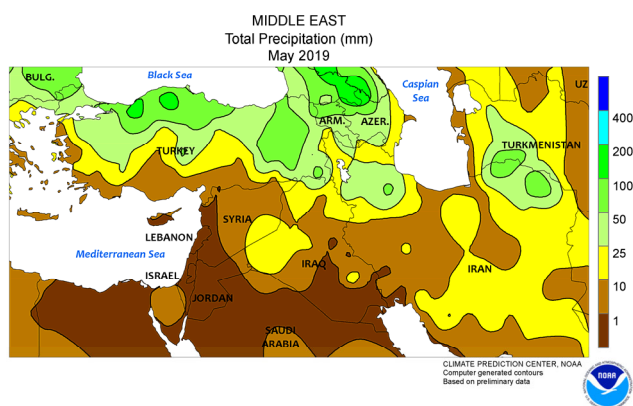 MIDDLE EAST
Total Precipitation (mm)
May 2019
BULG.
Black Sea
Caspian
Sea
UZ
ARM.
AZER.
TURKMENISTAN
TURKEY
SYRIA
LEBANON
Mediterranean Sea
ISRAEL
IRAQ
IRAN
JORDAN
SAUDI
ARABIA
400
200
100
50
25
10
1
CLIMATE PREDICTION CENTER, NOAA
Computer generated contours
Based on preliminary data
NOAA